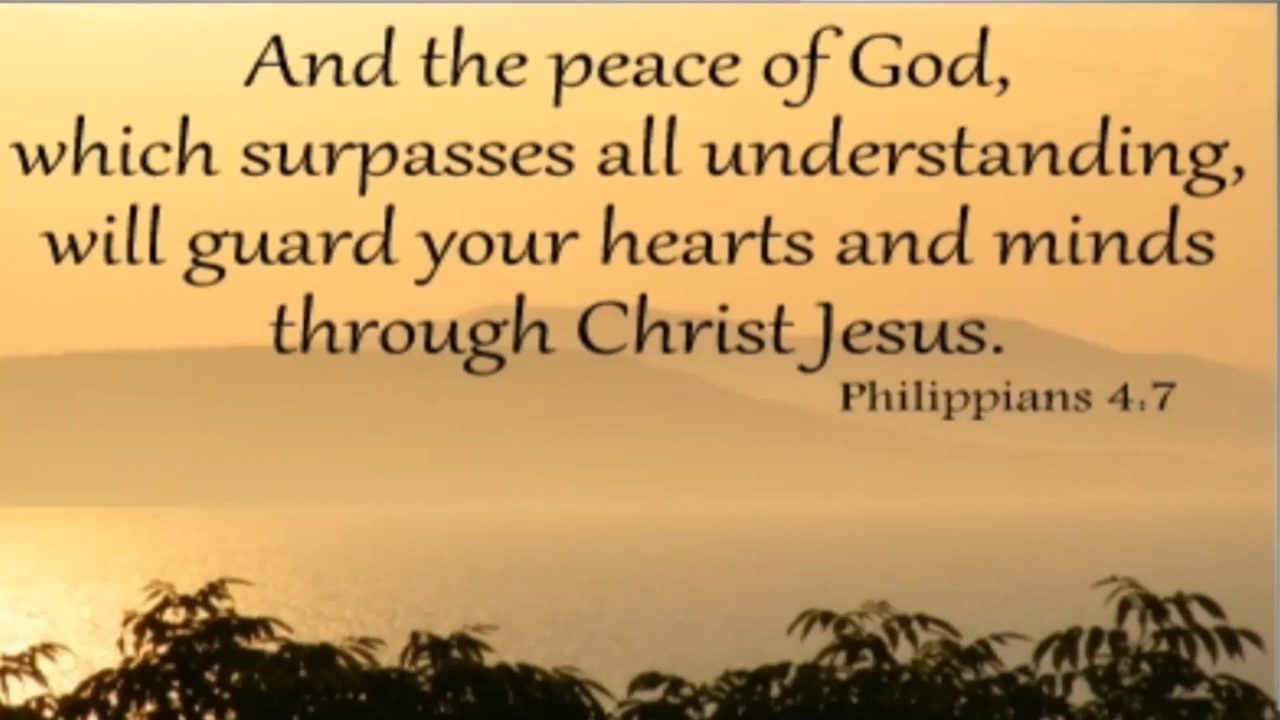 And the peace of God,
which surpasses all understanding,
will guard your hearts and minds
through Christ Jesus.
Philippians 4:7